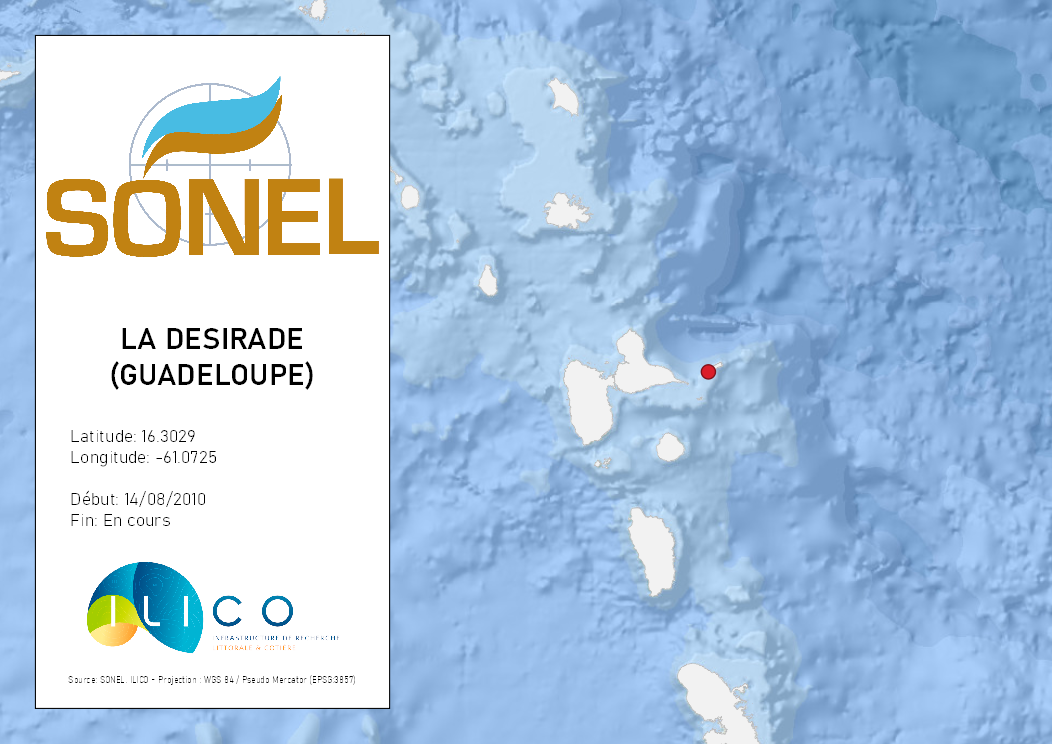 SONEL
LA DESIRADE
(GUADELOUPE)
Latitude: 16.3029
Longitude: -61.0725
Début: 14/08/2010
Fin: En cours
ILICO
INFRASTRUCTURE DE RECHERCHE
LITTORALE & CÔTIÈRE
Source: SONEL, ILICO - Projection : WGS 84 / Pseudo Mercator (EPSG:3857)